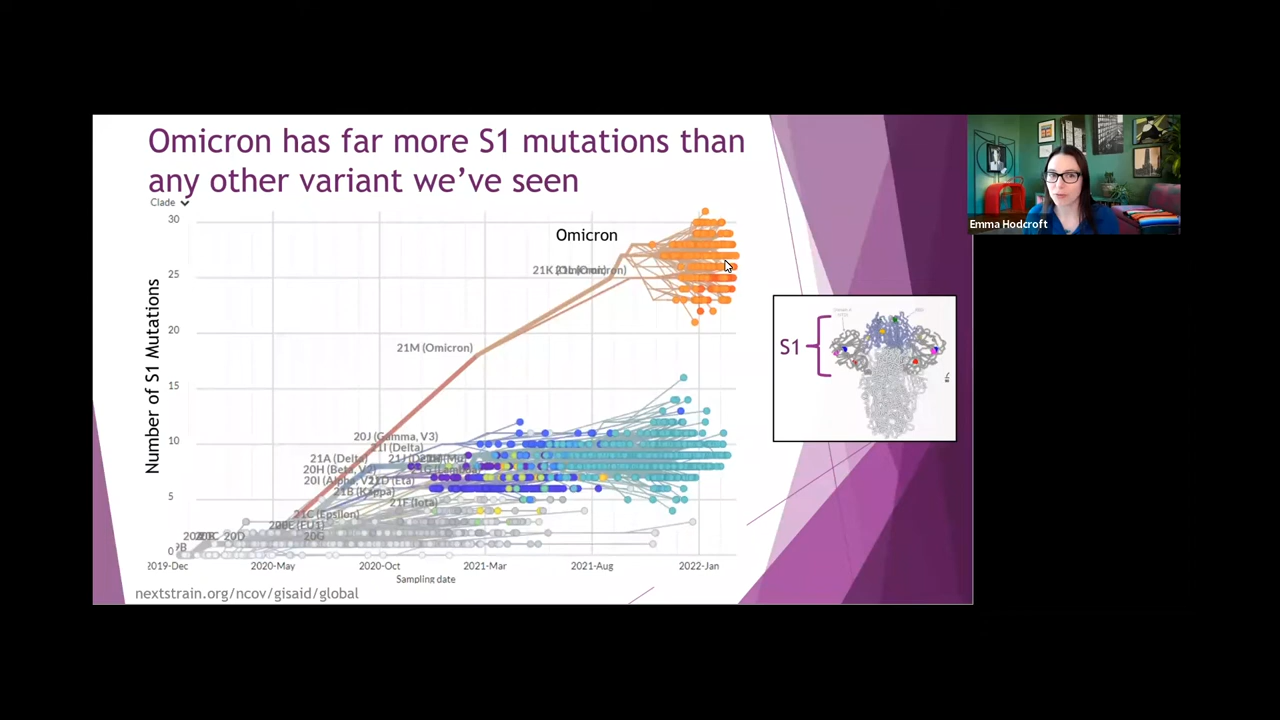 Omicron has far more S1 mutations than
any other variant we've seen
Clade
Number of S1 Mutations
30
25
20
15
10
5
0
Omicron
21M (Omicron)
20J (Gamma, V3)
21I (Delta)
21A (Delta)
20H (Beta, V2)
20I (Alpha, V
21B (Kappa)
21F (Iota)
21C (Epsilon)
20D
20G
2019-Dec
2020-May
2020-Oct
2021-Mar
2021-Aug
2022-Jan
Sampling date
nextstrain.org/ncov/gisaid/global
S1
Emma Hodcroft